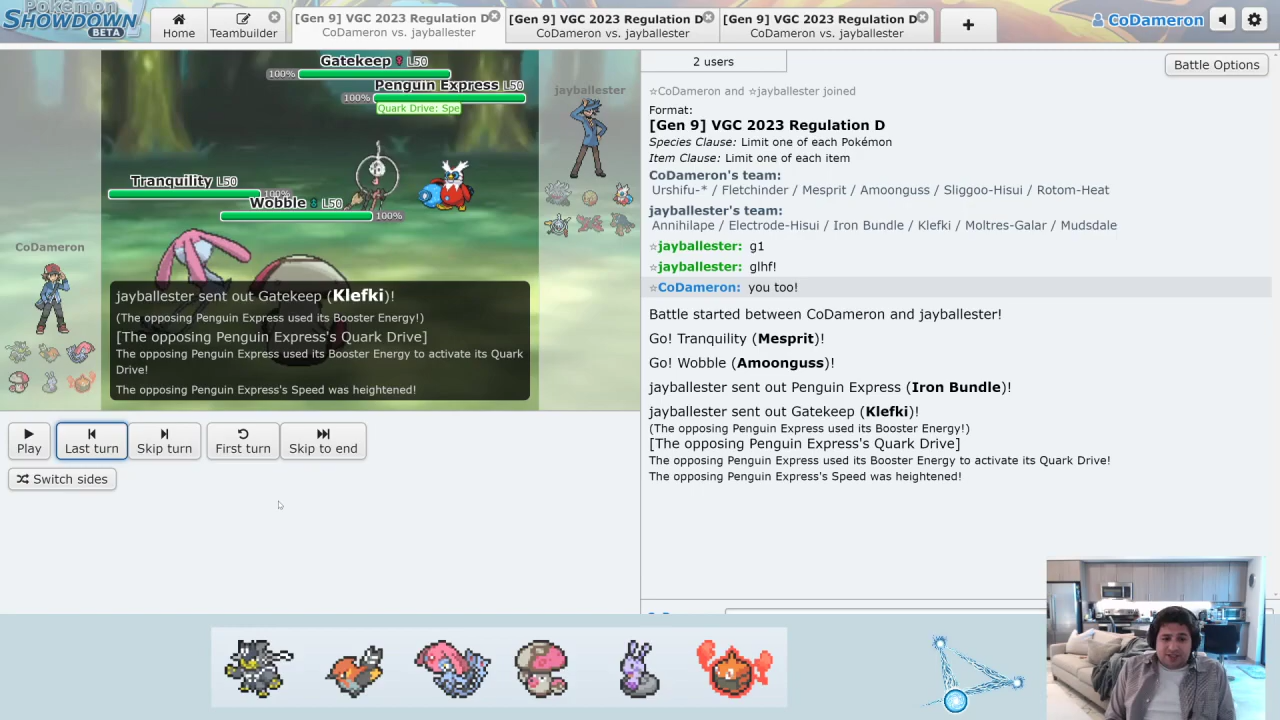 Pokémon
SHOWDOWN
BETA
Home
Teambuilder
[Gen 9] VGC 2023 Regulation D
CoDameron vs. jayballester
[Gen 9] VGC 2023 Regulation D
CoDameron vs. jayballester
[Gen 9] VGC 2023 Regulation D
CoDameron vs. jayballester
CoDameron
Gatekeep L50
100%
Penguin Express L50
100%
Quark Drive: Spe
jayballester
Tranquility L50
100%
Wobble L50
100%
CoDameron
jayballester sent out Gatekeep (Klefki)!
(The opposing Penguin Express used its Booster Energy!)
[The opposing Penguin Express's Quark Drive]
The opposing Penguin Express used its Booster Energy to activate its Quark
Drive!
The opposing Penguin Express's Speed was heightened!
Play
Last turn
Skip turn
First turn
Skip to end
Switch sides
2 users
Battle Options
☆CoDameron and ☆jayballester joined
Format:
[Gen 9] VGC 2023 Regulation D
Species Clause: Limit one of each Pokémon
Item Clause: Limit one of each item
CoDameron's team:
Urshifu-* / Fletchinder / Mesprit / Amoonguss / Sliggoo-Hisui / Rotom-Heat
jayballester's team:
Annihilape / Electrode-Hisui / Iron Bundle / Klefki / Moltres-Galar / Mudsdale
☆jayballester: g1
☆jayballester: glhf!
☆CoDameron: you too!
Battle started between CoDameron and jayballester!
Go! Tranquility (Mesprit)!
Go! Wobble (Amoonguss)!
jayballester sent out Penguin Express (Iron Bundle)!
jayballester sent out Gatekeep (Klefki)!
(The opposing Penguin Express used its Booster Energy!)
[The opposing Penguin Express's Quark Drive]
The opposing Penguin Express used its Booster Energy to activate its Quark Drive!
The opposing Penguin Express's Speed was heightened!